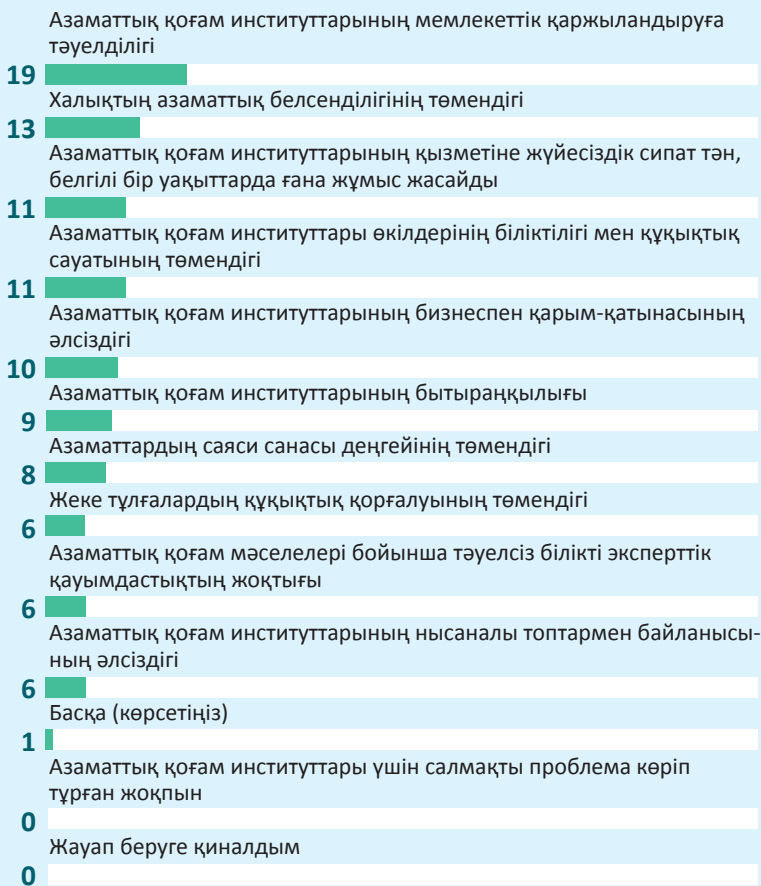 Азаматтық қоғам институттарының мемлекеттік қаржыландыруға
тәуелділігі
19
Халықтың азаматтық белсенділігінің төмендігі
13
Азаматтық қоғам институттарының қызметіне жүйесіздік сипат тән,
белгілі бір уақыттарда ғана жұмыс жасайды
11
Азаматтық қоғам институттары өкілдерінің біліктілігі мен құқықтық
сауатының төмендігі
11
Азаматтық қоғам институттарының бизнеспен қарым-қатынасының
әлсіздігі
10
Азаматтық қоғам институттарының бытыраңқылығы
9
Азаматтардың саяси санасы деңгейінің төмендігі
8
Жеке тұлғалардың құқықтық қорғалуының төмендігі
6
Азаматтық қоғам мәселелері бойынша тәуелсіз білікті эксперттік
қауымдастықтың жоқтығы
6
Азаматтық қоғам институттарының нысаналы топтармен байланысы-
ның әлсіздігі
6
Басқа (көрсетіңіз)
1
Азаматтық қоғам институттары үшін салмақты проблема көріп
тұрған жоқпын
0
Жауап беруге қиналдым
0